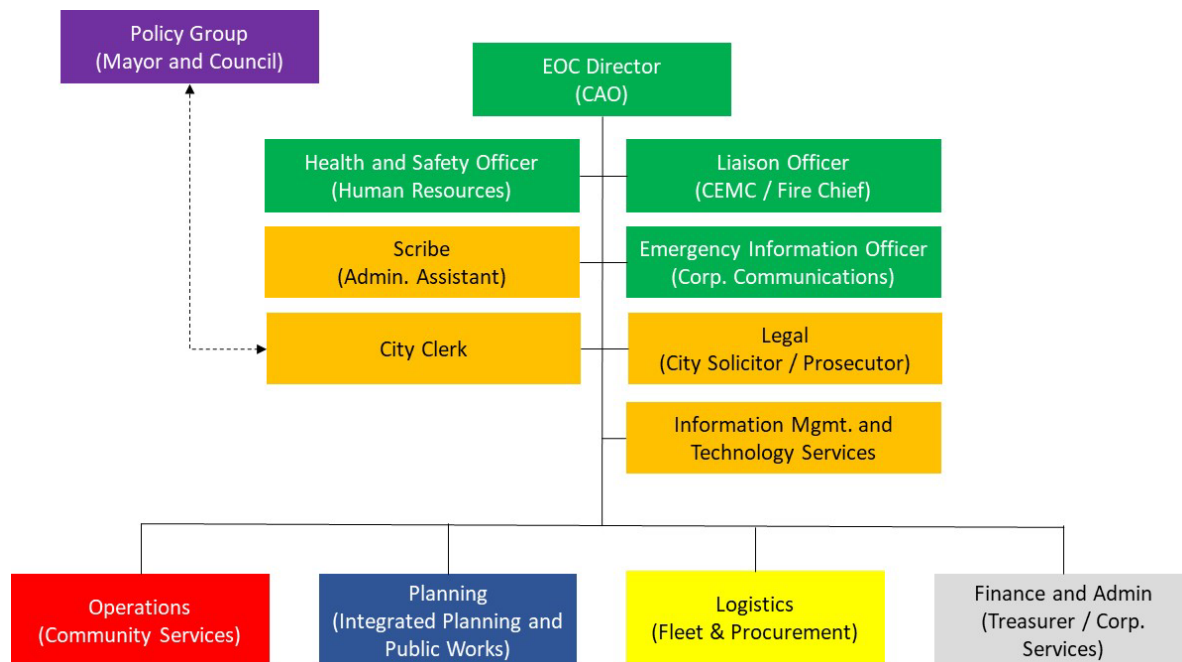 Policy Group
(Mayor and Council)
EOC Director
(CAO)
Health and Safety Officer
(Human Resources)
Liaison Officer
(CEMC / Fire Chief)
Scribe
(Admin. Assistant)
Emergency Information Officer
(Corp. Communications)
City Clerk
Legal
(City Solicitor / Prosecutor)
Information Mgmt. and
Technology Services
Operations
(Community Services)
Planning
(Integrated Planning and
Public Works)
Logistics
(Fleet & Procurement)
Finance and Admin
(Treasurer / Corp.
Services)